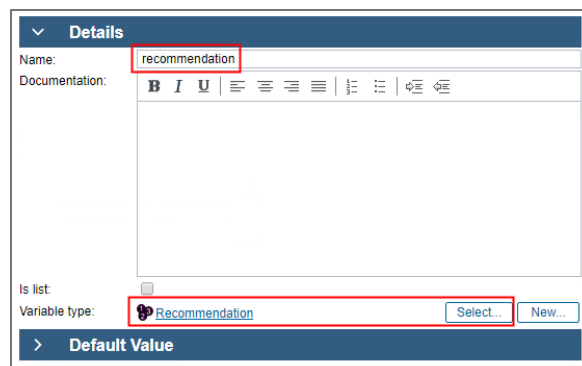 Details
Name:
recommendation
Documentation:
B I U
Is list:
Variable type:
Recommendation
Select...
New...
Default Value